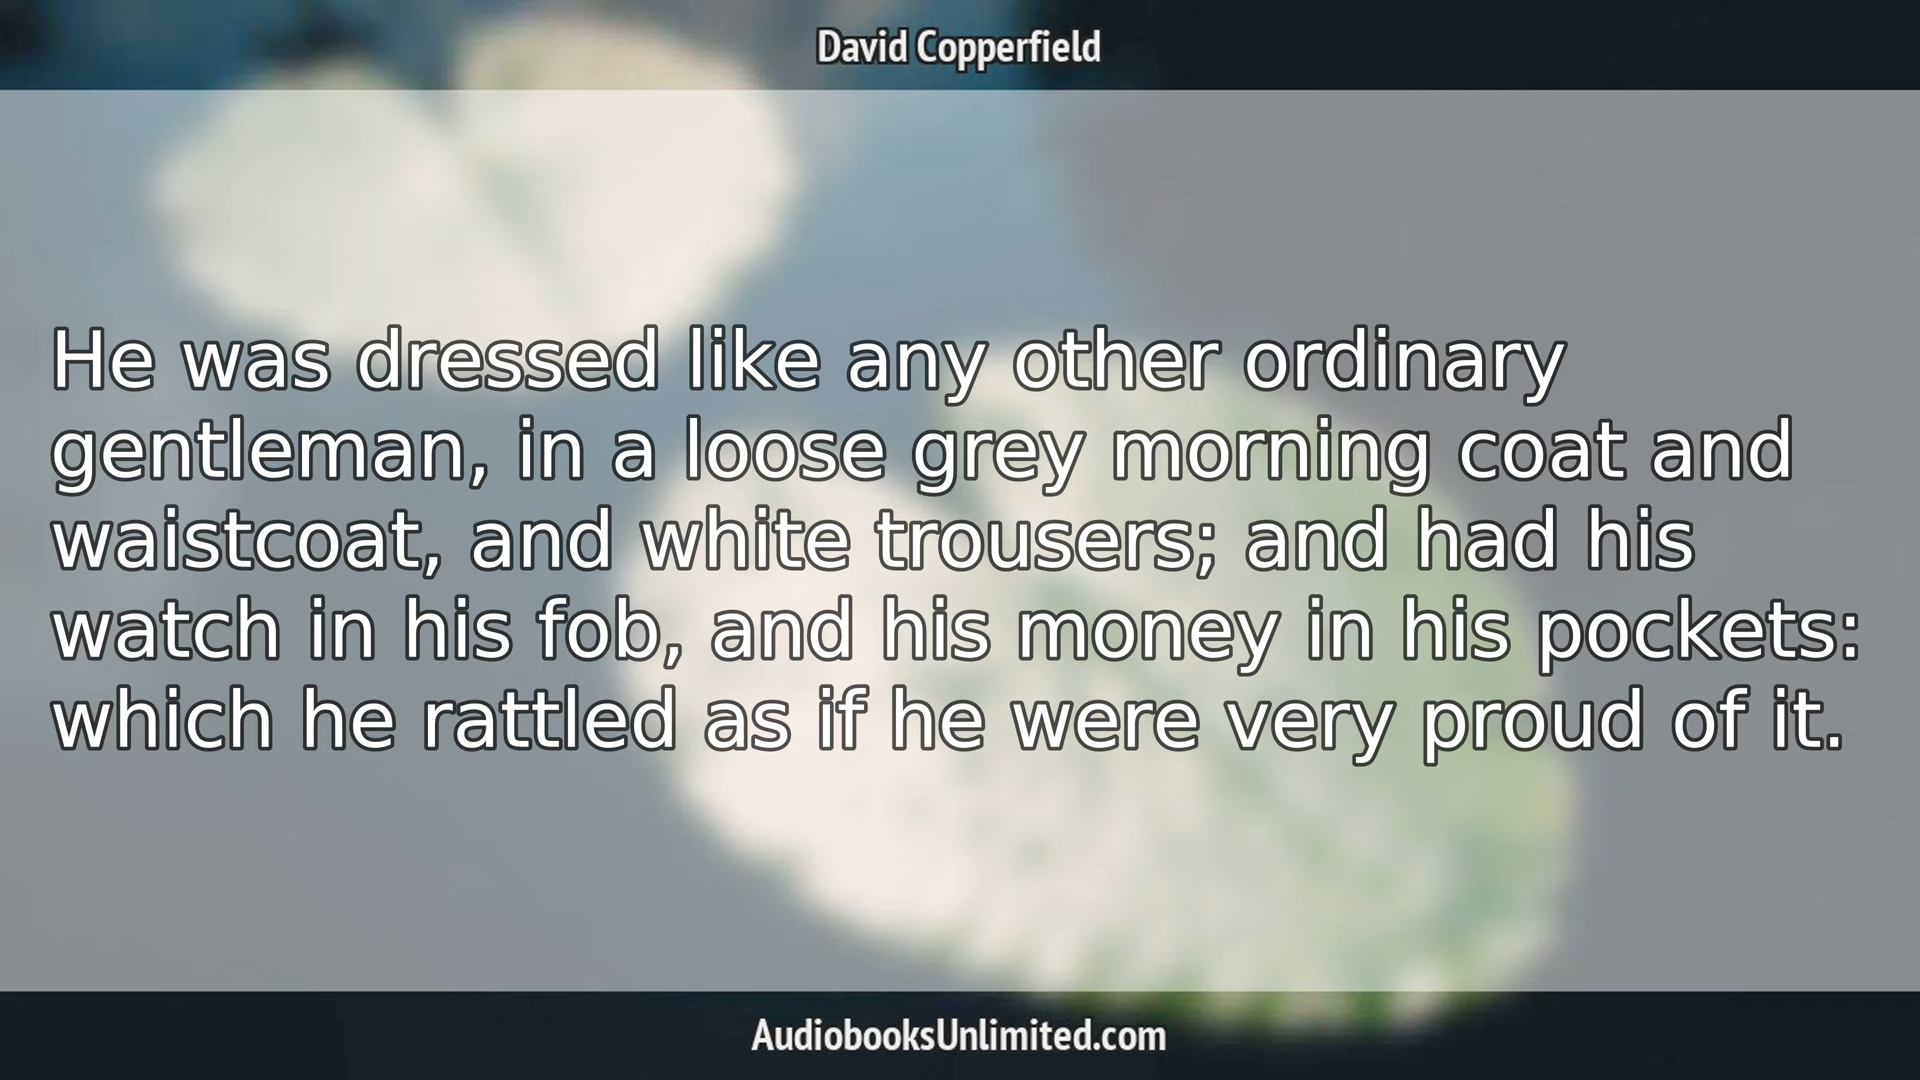 David Copperfield
He was dressed like any other ordinary
gentleman, in a loose grey morning coat and
waistcoat, and white trousers; and had his
watch in his fob, and his money in his pockets:
which he rattled as if he were very proud of it.
AudiobooksUnlimited.com